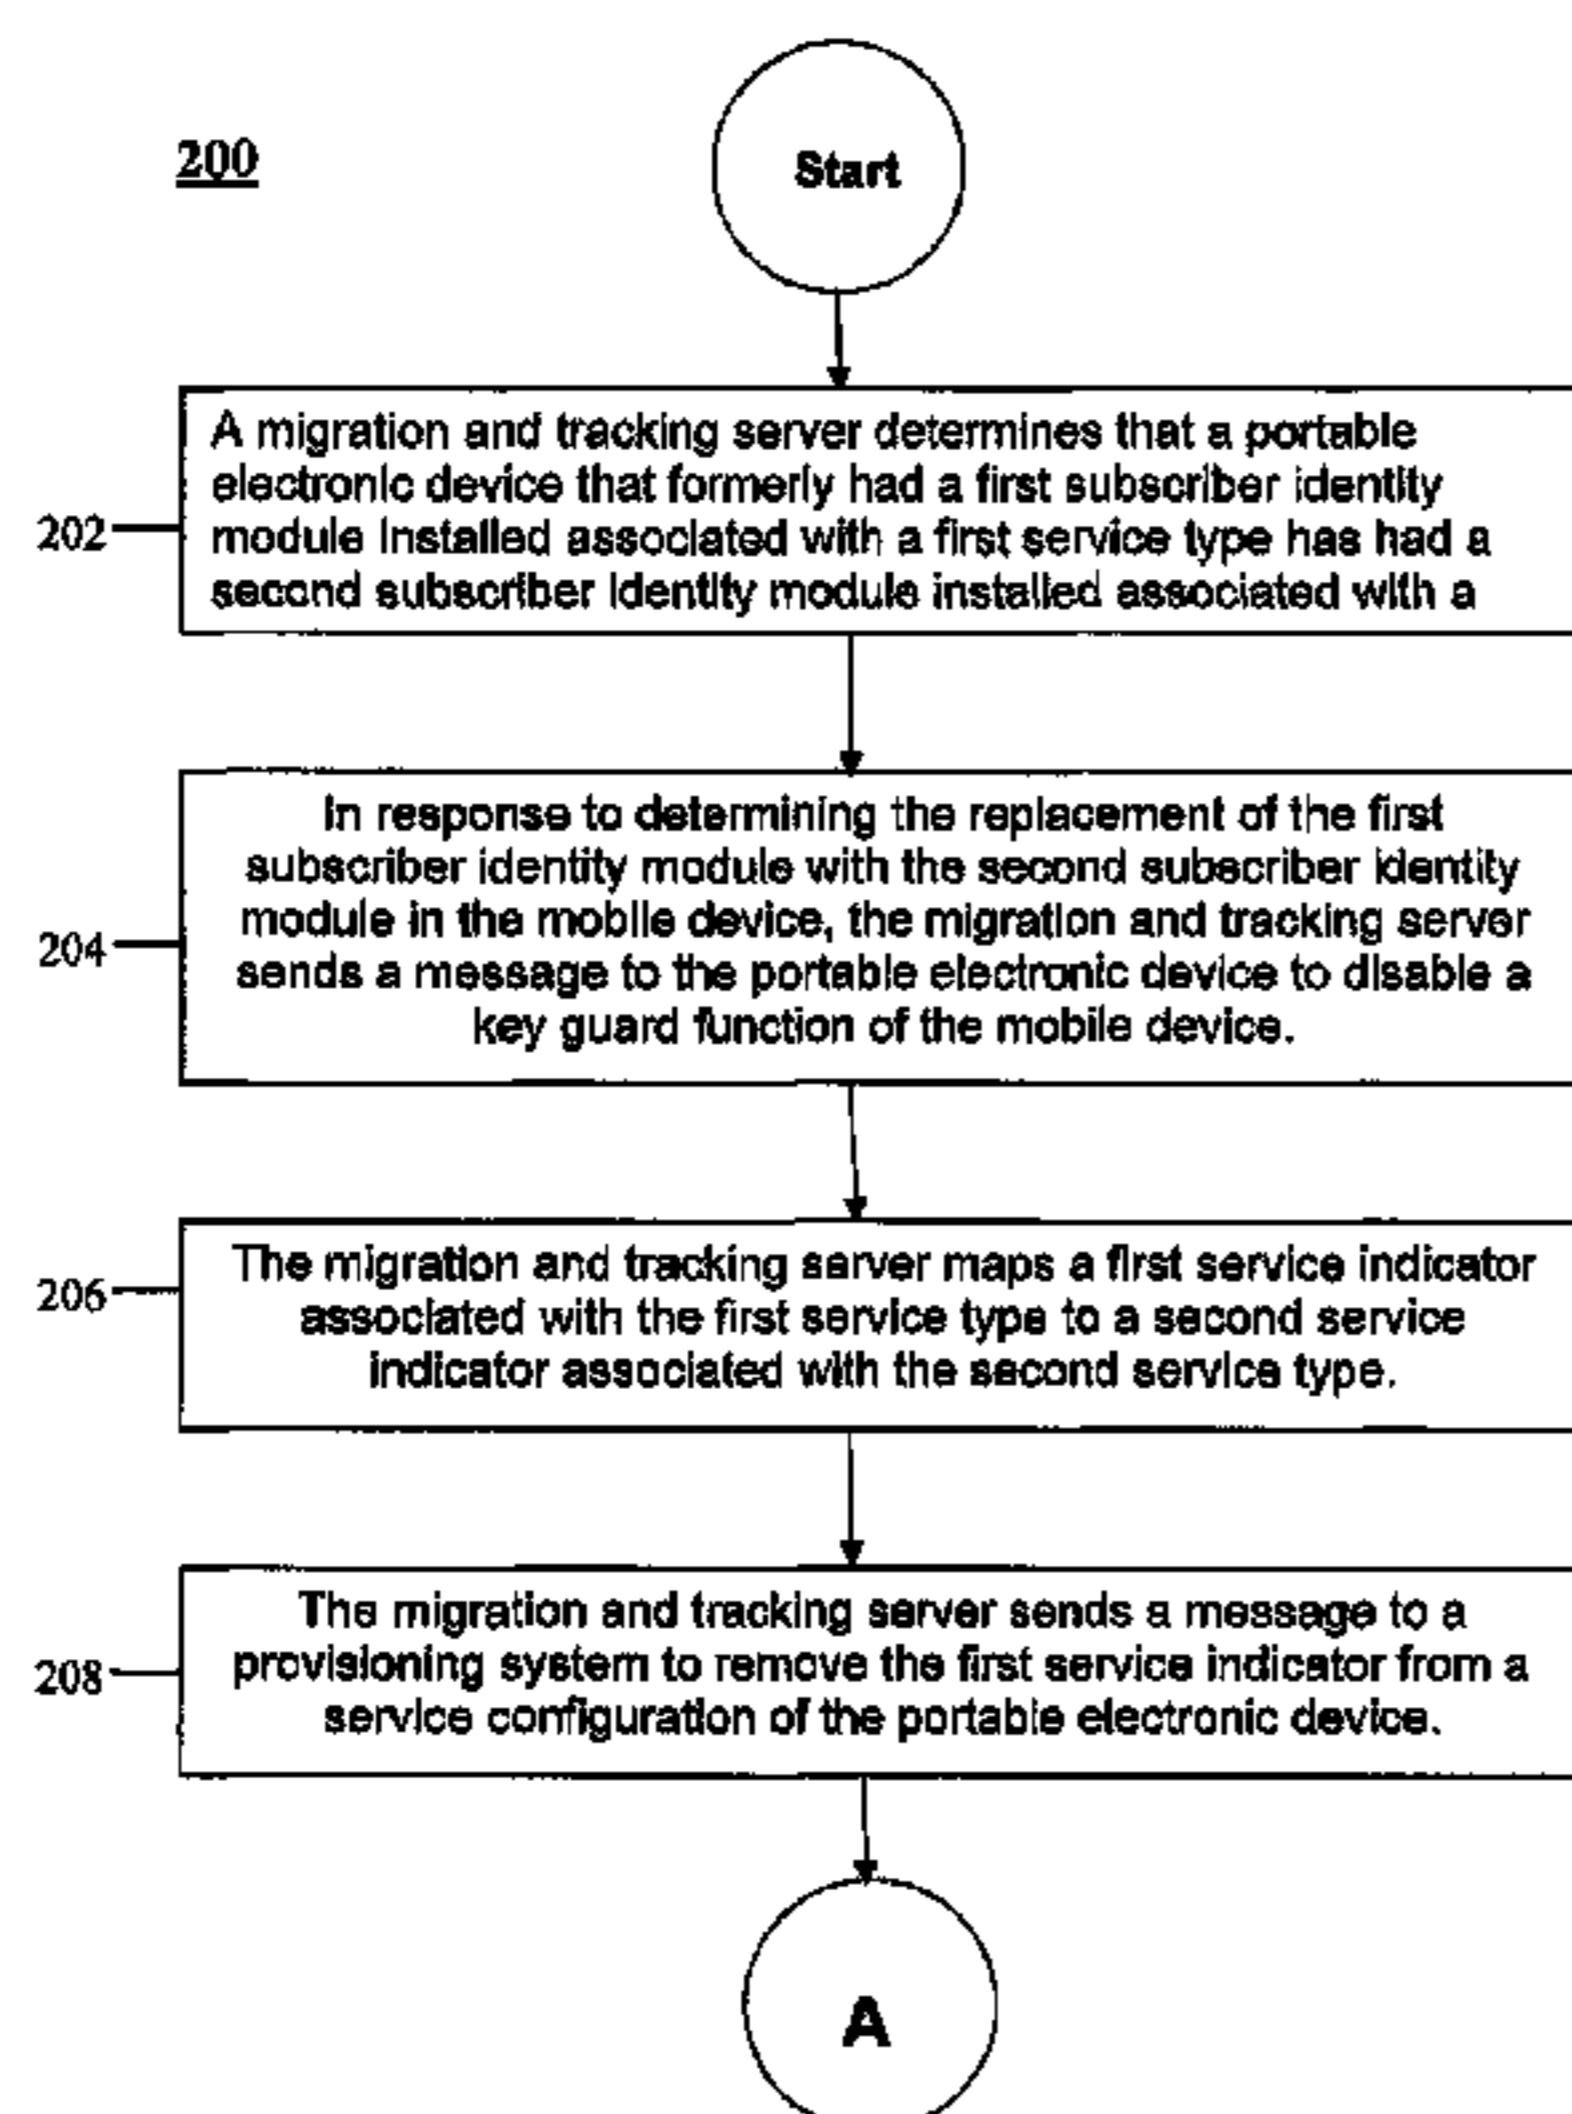 200
Start
A migration and tracking server determines that a portable
electronic device that formerly had a first subscriber identity
module installed associated with a first service type has had a
second subscriber identity module installed associated with a
202
In response to determining the replacement of the first
subscriber identity module with the second subscriber identity
module in the mobile device, the migration and tracking server
sends a message to the portable electronic device to disable a
key guard function of the mobile device.
204
The migration and tracking server maps a first service indicator
associated with the first service type to a second service
indicator associated with the second service type.
206
The migration and tracking server sends a message to a
provisioning system to remove the first service indicator from a
service configuration of the portable electronic device.
208
A